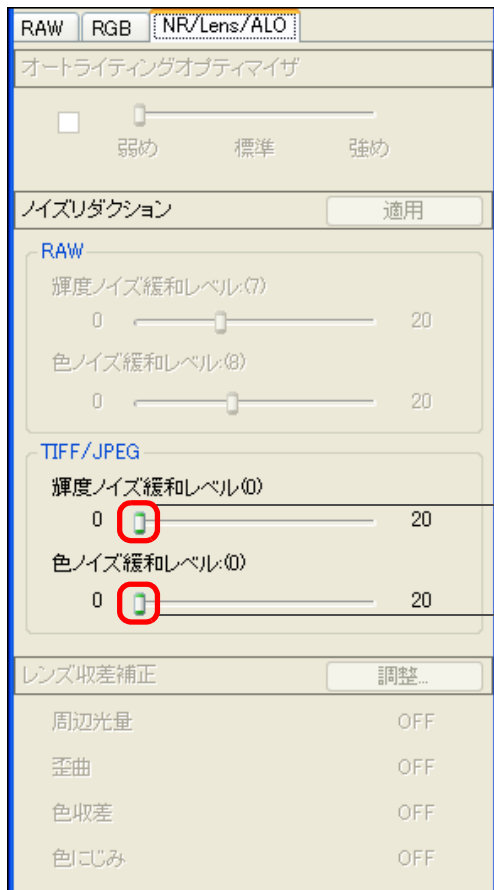 RAW RGB NR/Lens/ALO
オートライティングオプティマイザ
弱め 標準 強め
ノイズリダクション 適用
RAW
輝度ノイズ緩和レベル:(7)
0 20
色ノイズ緩和レベル:(8)
0 20
TIFF/JPEG
輝度ノイズ緩和レベル(0)
0 20
色ノイズ緩和レベル:(0)
0 20
レンズ収差補正 調整...
周辺光量 OFF
歪曲 OFF
色収差 OFF
色にじみ OFF